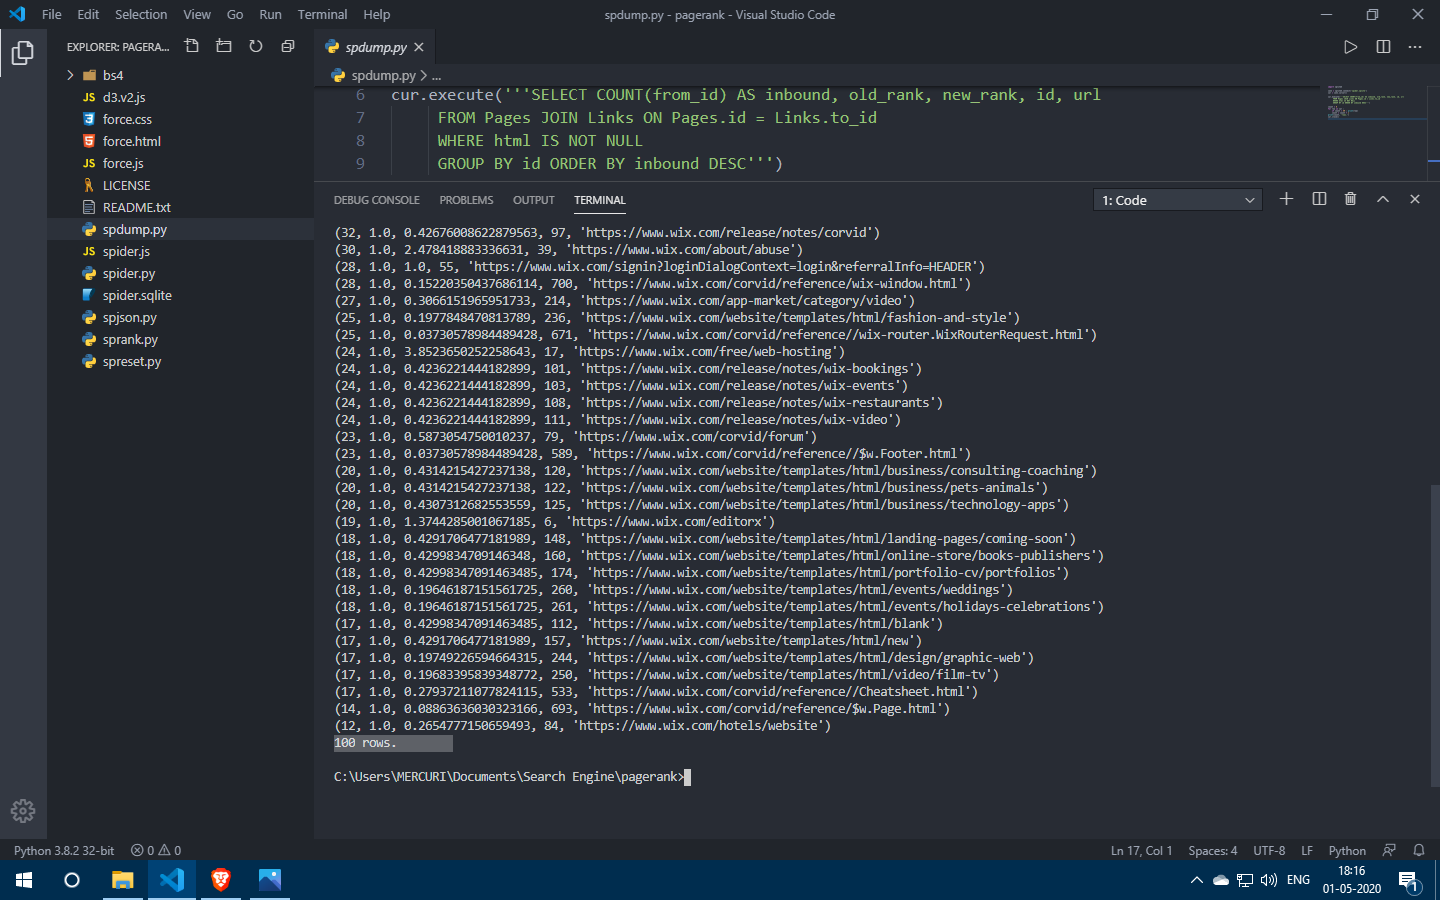 File Edit Selection View Go Run Terminal Help
spdump.py - pagerank - Visual Studio Code
EXPLORER: PAGERA...
bs4
JS d3.v2.js
force.css
force.html
JS force.js
LICENSE
README.txt
spdump.py
JS spider.js
spider.py
spider.sqlite
spjson.py
sprank.py
spreset.py
spdump.py
spdump.py > ...
6 cur.execute('''SELECT COUNT(from_id) AS inbound, old_rank, new_rank, id, url
7 FROM Pages JOIN Links ON Pages.id = Links.to_id
8 WHERE html IS NOT NULL
9 GROUP BY id ORDER BY inbound DESC''')
DEBUG CONSOLE PROBLEMS OUTPUT TERMINAL
1: Code
(32, 1.0, 0.42676008622879563, 97, 'https://www.wix.com/release/notes/corvid')
(30, 1.0, 2.478418883336631, 39, 'https://www.wix.com/about/abuse')
(28, 1.0, 1.0, 55, 'https://www.wix.com/signin?loginDialogContext=login&referralInfo=HEADER')
(28, 1.0, 0.15220350437686114, 700, 'https://www.wix.com/corvid/reference/wix-window.html')
(27, 1.0, 0.3066151965951733, 214, 'https://www.wix.com/app-market/category/video')
(25, 1.0, 0.1977848470813789, 236, 'https://www.wix.com/website/templates/html/fashion-and-style')
(25, 1.0, 0.03730578984489428, 671, 'https://www.wix.com/corvid/reference//wix-router.WixRouterRequest.html')
(24, 1.0, 3.8523650252258643, 17, 'https://www.wix.com/free/web-hosting')
(24, 1.0, 0.4236221444182899, 101, 'https://www.wix.com/release/notes/wix-bookings')
(24, 1.0, 0.4236221444182899, 103, 'https://www.wix.com/release/notes/wix-events')
(24, 1.0, 0.4236221444182899, 108, 'https://www.wix.com/release/notes/wix-restaurants')
(24, 1.0, 0.4236221444182899, 111, 'https://www.wix.com/release/notes/wix-video')
(23, 1.0, 0.5873054750010237, 79, 'https://www.wix.com/corvid/forum')
(23, 1.0, 0.03730578984489428, 589, 'https://www.wix.com/corvid/reference//$w.Footer.html')
(20, 1.0, 0.4314215427237138, 120, 'https://www.wix.com/website/templates/html/business/consulting-coaching')
(20, 1.0, 0.4314215427237138, 122, 'https://www.wix.com/website/templates/html/business/pets-animals')
(20, 1.0, 0.4307312682553559, 125, 'https://www.wix.com/website/templates/html/business/technology-apps')
(19, 1.0, 1.3744285001067185, 6, 'https://www.wix.com/editorx')
(18, 1.0, 0.4291706477181989, 148, 'https://www.wix.com/website/templates/html/landing-pages/coming-soon')
(18, 1.0, 0.4299834709146348, 160, 'https://www.wix.com/website/templates/html/online-store/books-publishers')
(18, 1.0, 0.42998347091463485, 174, 'https://www.wix.com/website/templates/html/portfolio-cv/portfolios')
(18, 1.0, 0.19646187151561725, 260, 'https://www.wix.com/website/templates/html/events/weddings')
(18, 1.0, 0.19646187151561725, 261, 'https://www.wix.com/website/templates/html/events/holidays-celebrations')
(17, 1.0, 0.42998347091463485, 112, 'https://www.wix.com/website/templates/html/blank')
(17, 1.0, 0.4291706477181989, 157, 'https://www.wix.com/website/templates/html/new')
(17, 1.0, 0.19749226594664315, 244, 'https://www.wix.com/website/templates/html/design/graphic-web')
(17, 1.0, 0.19683395839348772, 250, 'https://www.wix.com/website/templates/html/video/film-tv')
(17, 1.0, 0.27937211077824115, 533, 'https://www.wix.com/corvid/reference//Cheatsheet.html')
(14, 1.0, 0.08863636030323166, 693, 'https://www.wix.com/corvid/reference/$w.Page.html')
(12, 1.0, 0.2654777150659493, 84, 'https://www.wix.com/hotels/website')
100 rows.
C:\Users\MERCURI\Documents\Search Engine\pagerank>
Python 3.8.2 32-bit 0 0
Ln 17, Col 1 Spaces: 4 UTF-8 LF Python
ENG
18:16
01-05-2020
1